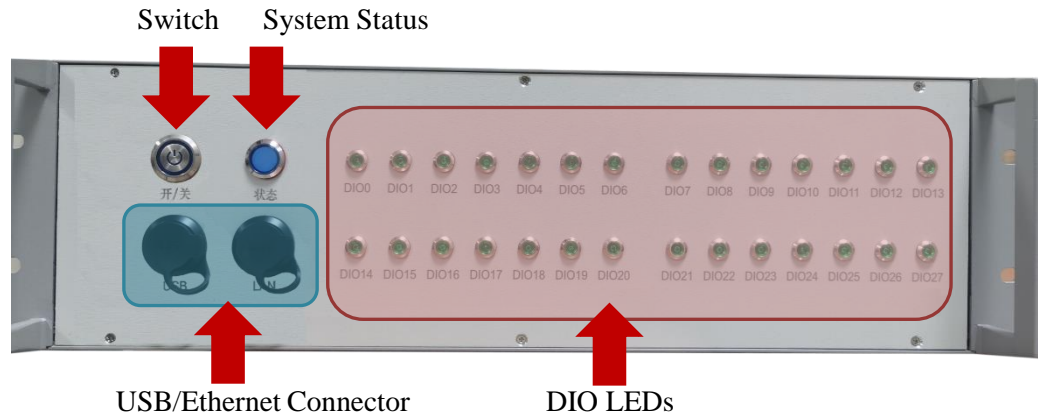 Switch System Status
开/关 状态
DIO0 DIO1 DIO2 DIO3 DIO4 DIO5 DIO6 DIO7 DIO8 DIO9 DIO10 DIO11 DIO12 DIO13
USB LAN
DIO14 DIO15 DIO16 DIO17 DIO18 DIO19 DIO20 DIO21 DIO22 DIO23 DIO24 DIO25 DIO26 DIO27
USB/Ethernet Connector DIO LEDs